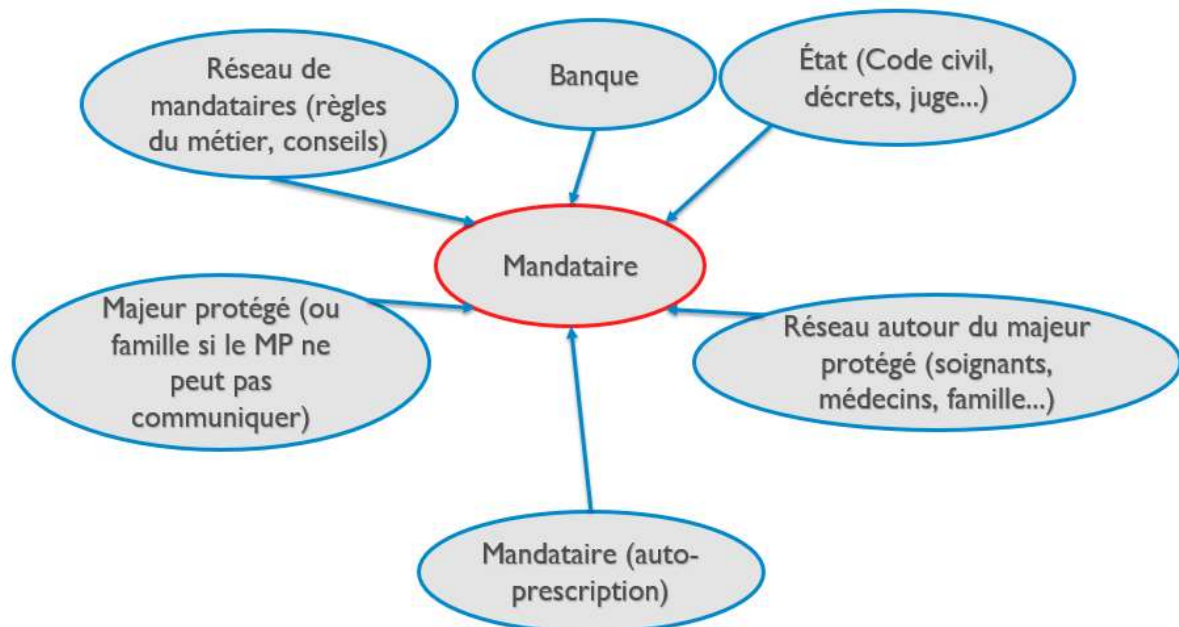 Réseau de
mandataires (règles
du métier, conseils)
Banque
État (Code civil,
décrets, juge...)
Mandataire
Majeur protégé (ou
famille si le MP ne
peut pas
communiquer)
Réseau autour du majeur
protégé (soignants,
médecins, famille...)
Mandataire (auto-
prescription)